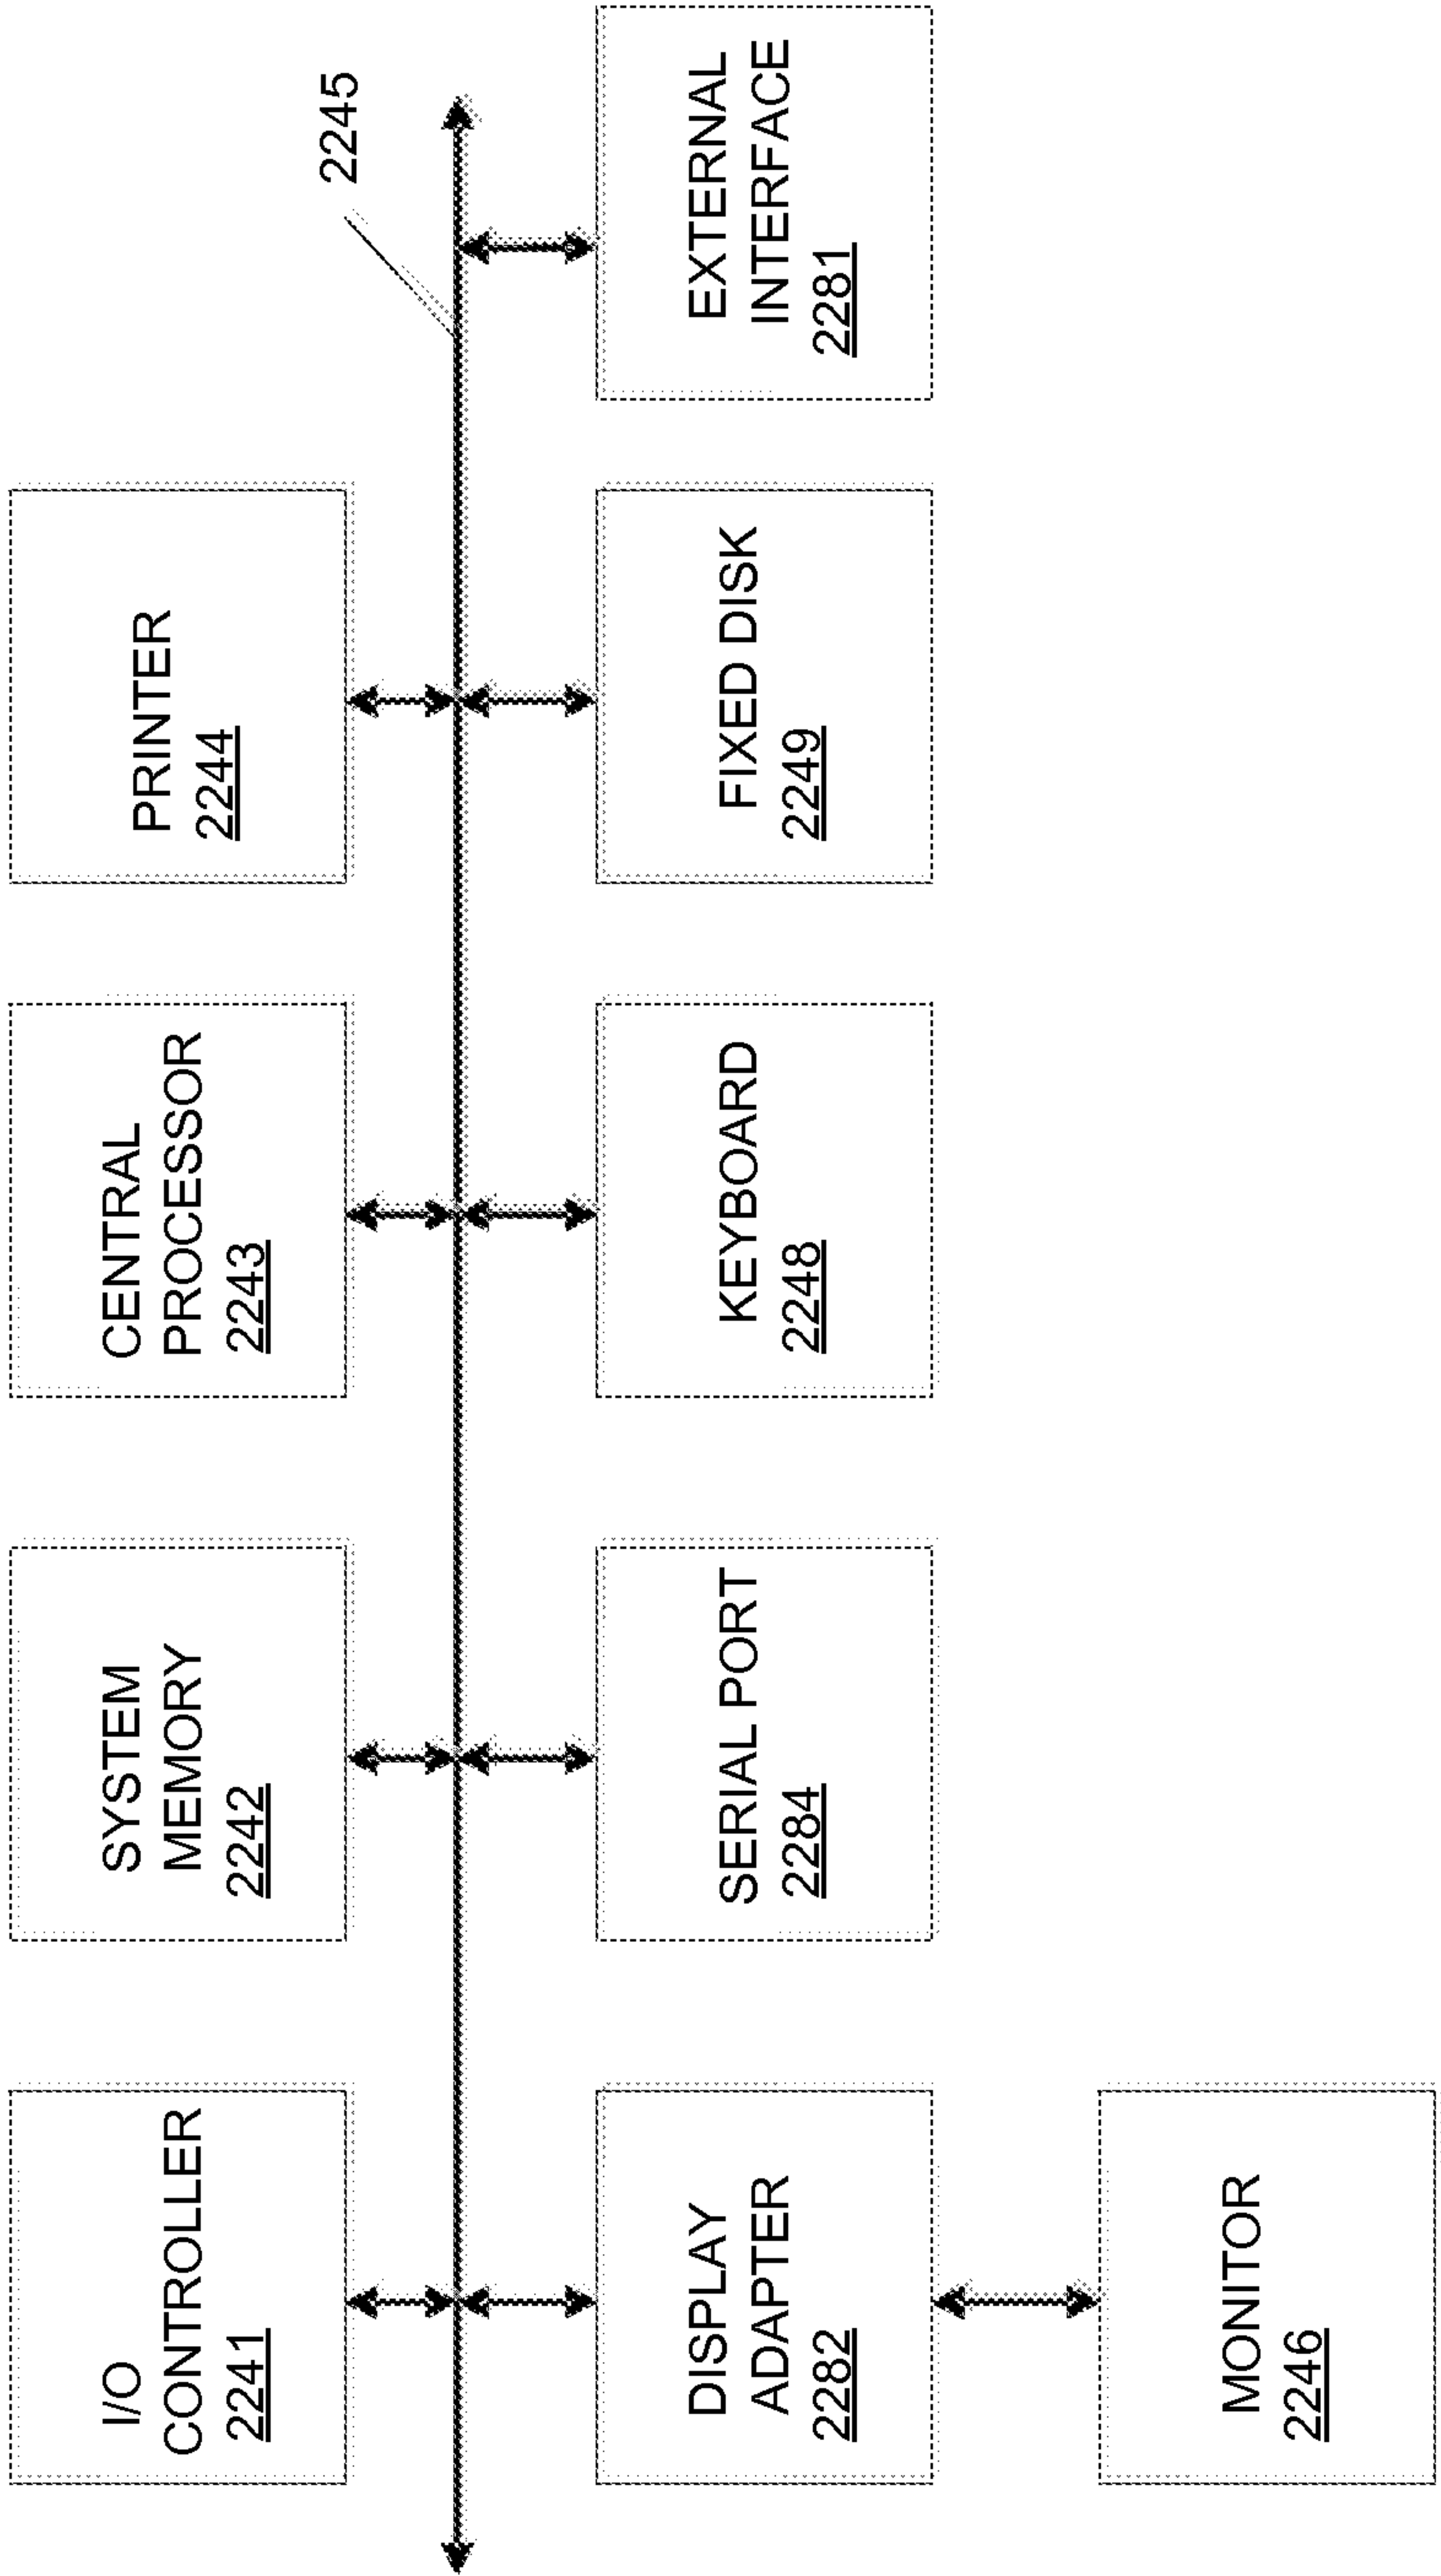 I/O
CONTROLLER
2241
SYSTEM
MEMORY
2242
CENTRAL
PROCESSOR
2243
PRINTER
2244
2245
DISPLAY
ADAPTER
2282
SERIAL PORT
2284
KEYBOARD
2248
FIXED DISK
2249
EXTERNAL
INTERFACE
2281
MONITOR
2246